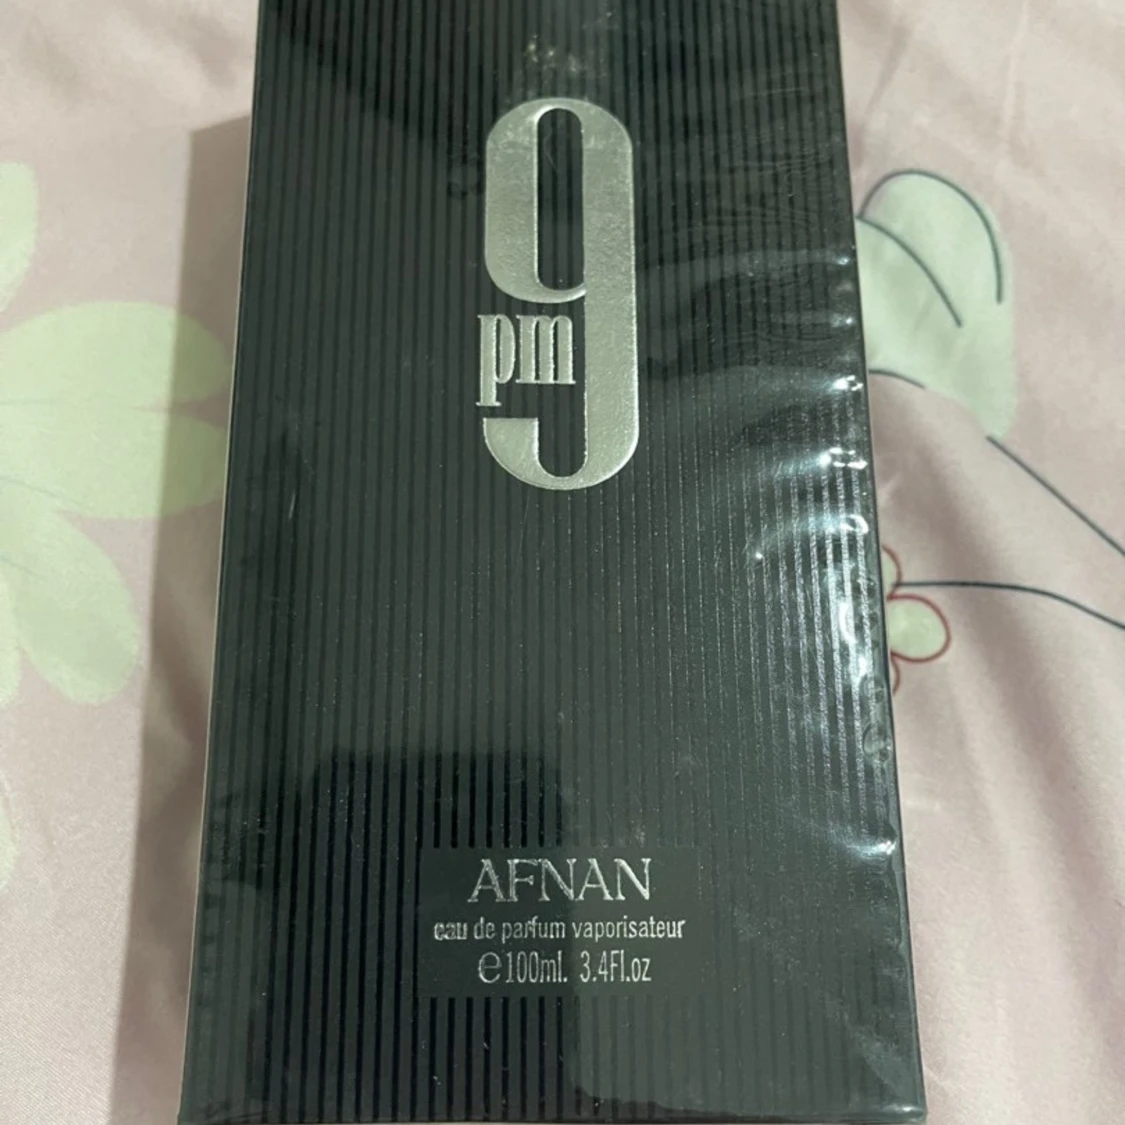 9
pm
AFNAN
eau de parfum vaporisateur
℮100ml. 3.4Fl.oz